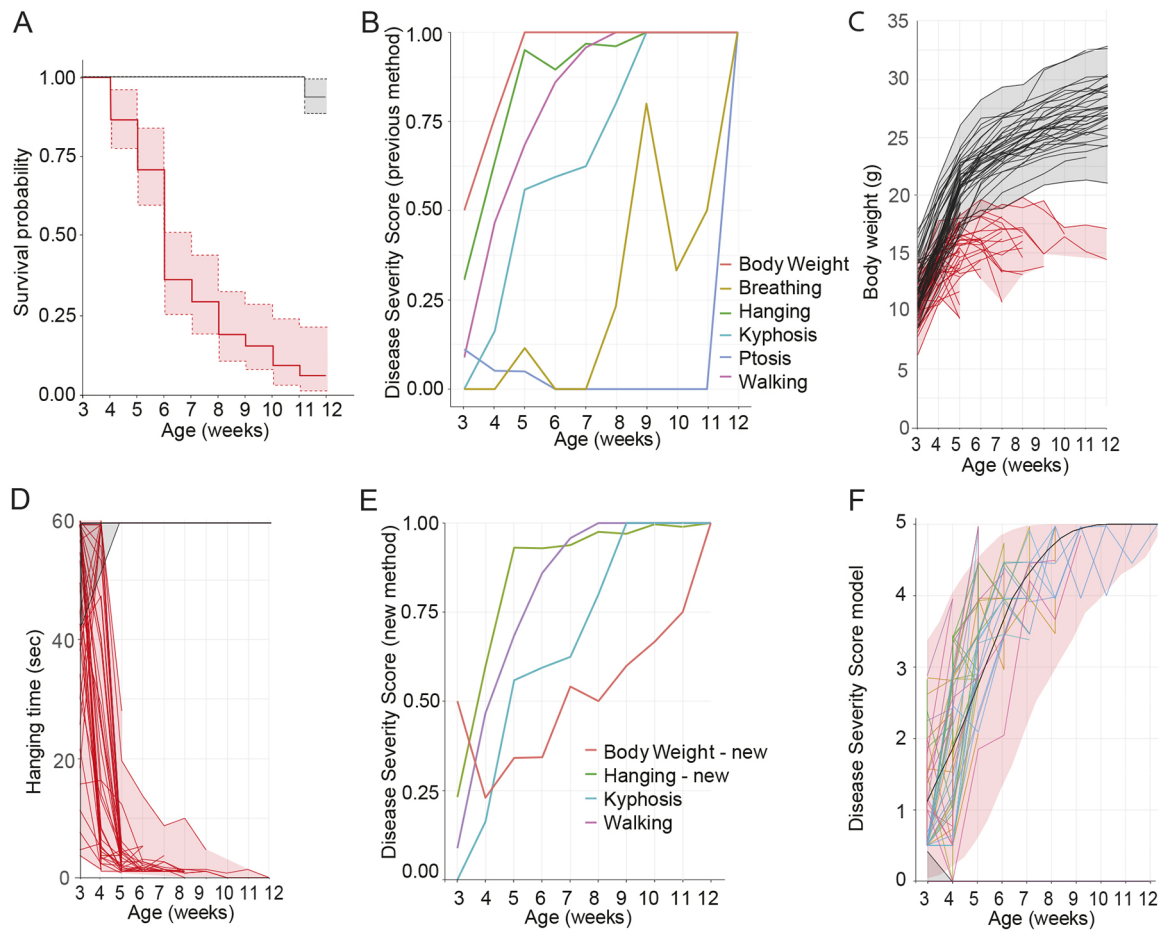 A
1.00
0.75
0.50
0.25
0.00
Survival probability
3 4 5 6 7 8 9 10 11 12
Age (weeks)
B
1.00
0.75
0.50
0.25
0.00
Disease Severity Score (previous method)
Body Weight
Breathing
Hanging
Kyphosis
Ptosis
Walking
3 4 5 6 7 8 9 10 11 12
Age (weeks)
C
35
30
25
20
15
10
5
0
Body weight (g)
3 4 5 6 7 8 9 10 11 12
Age (weeks)
D
60
40
20
0
Hanging time (sec)
3 4 5 6 7 8 9 10 11 12
Age (weeks)
E
1.00
0.75
0.50
0.25
0.00
Disease Severity Score (new method)
Body Weight - new
Hanging - new
Kyphosis
Walking
3 4 5 6 7 8 9 10 11 12
Age (weeks)
F
5
4
3
2
1
0
Disease Severity Score model
3 4 5 6 7 8 9 10 11 12
Age (weeks)